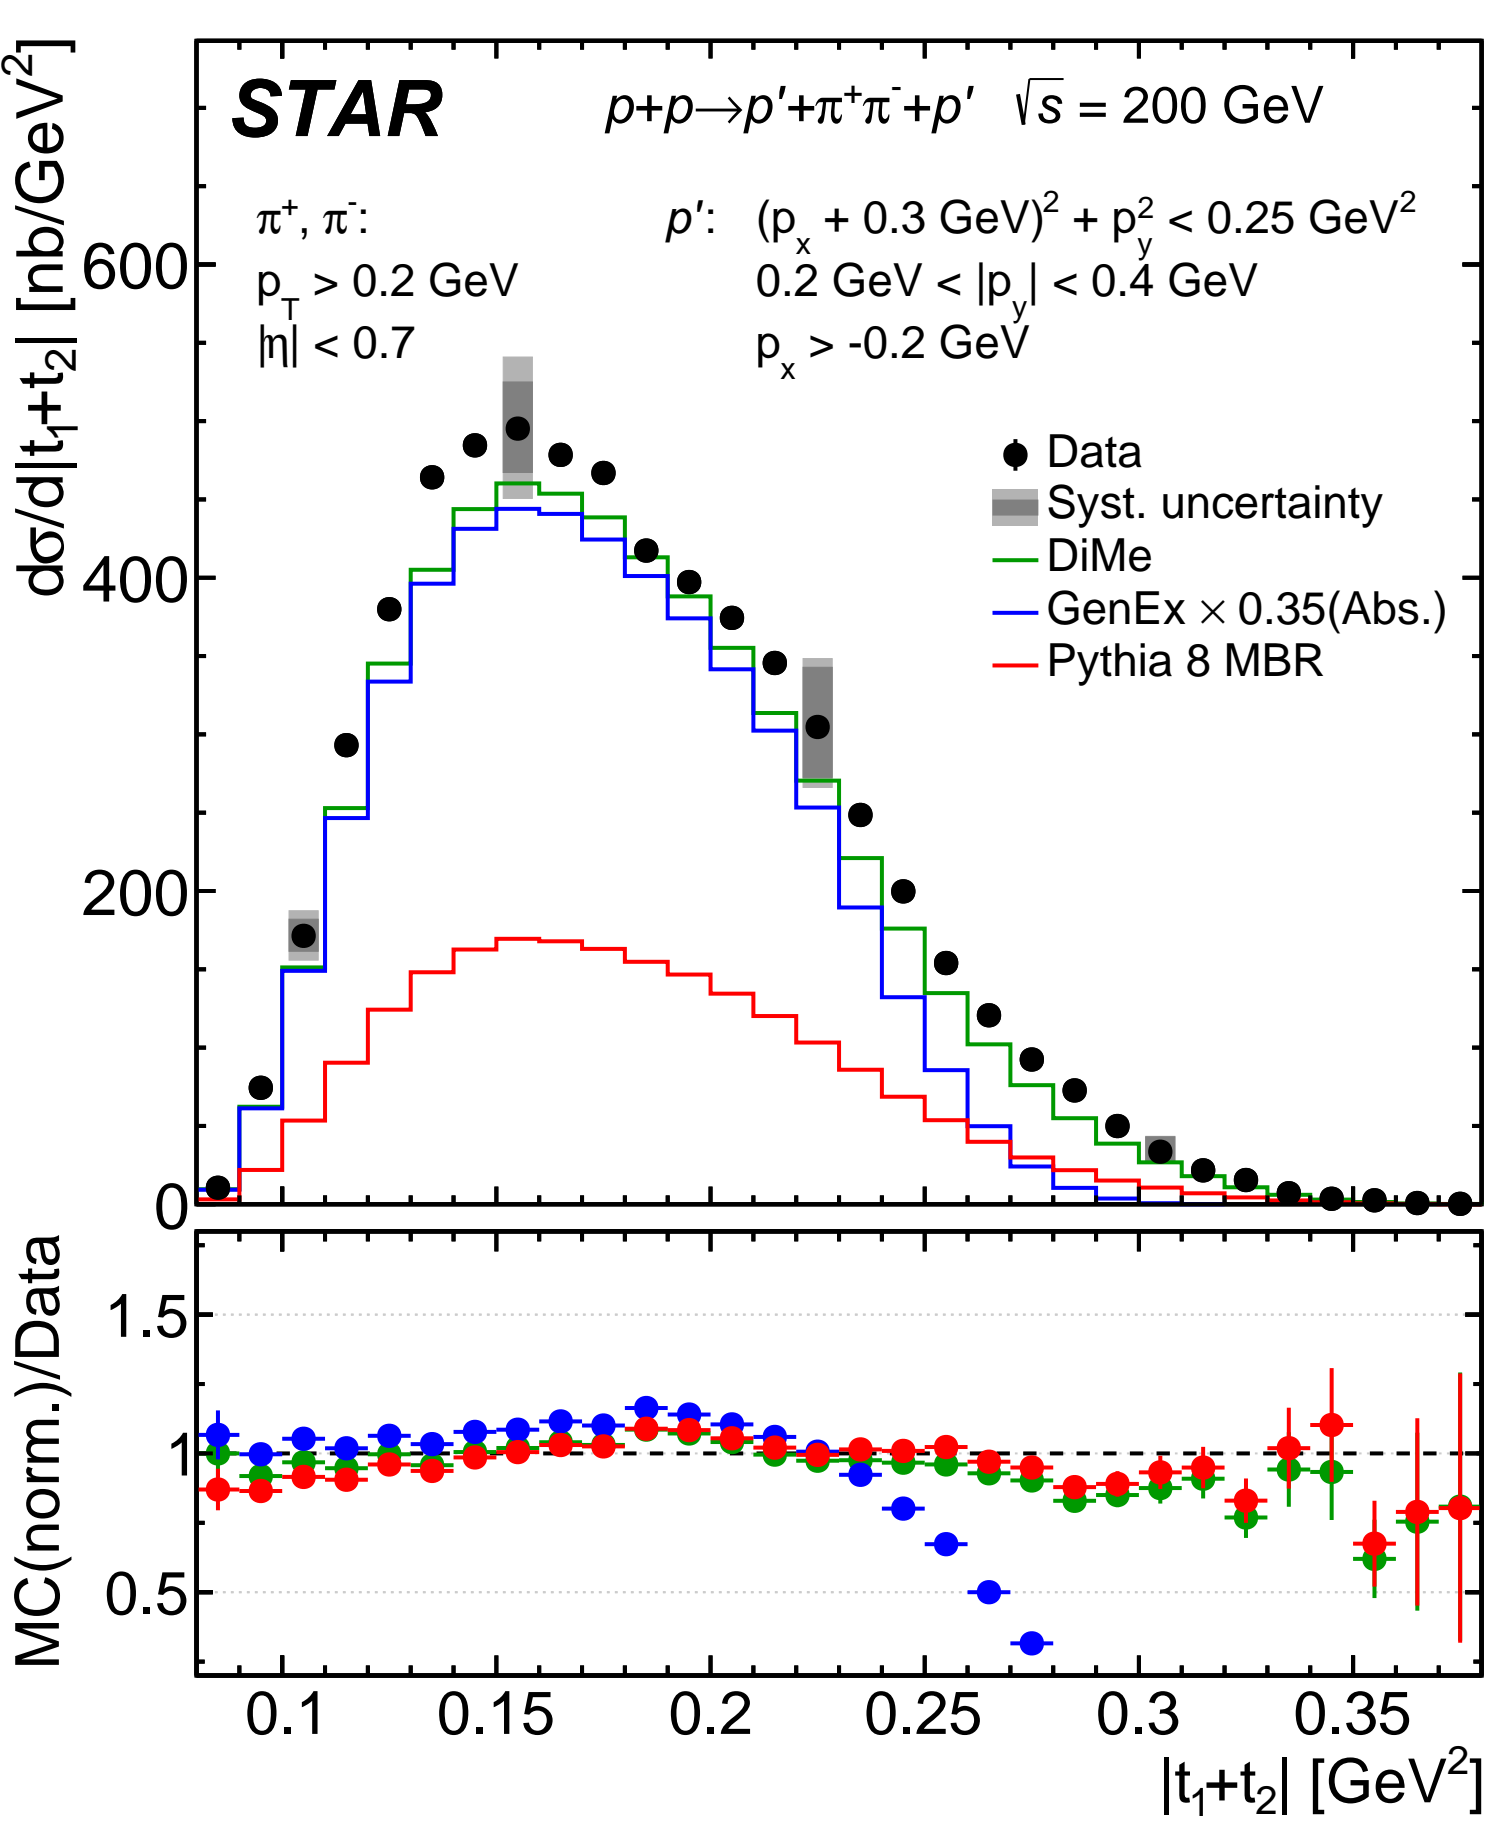 STAR p+p→p′+π⁺π⁻+p′ √s = 200 GeV
π⁺, π⁻: p′: (pₓ + 0.3 GeV)² + p_y² < 0.25 GeV²
p_T > 0.2 GeV 0.2 GeV < |p_y| < 0.4 GeV
|η| < 0.7 pₓ > -0.2 GeV
Data
Syst. uncertainty
DiMe
GenEx × 0.35(Abs.)
Pythia 8 MBR
dσ/d|t₁+t₂| [nb/GeV²]
600
400
200
0
MC(norm.)/Data
1.5
1
0.5
0.1 0.15 0.2 0.25 0.3 0.35
|t₁+t₂| [GeV²]